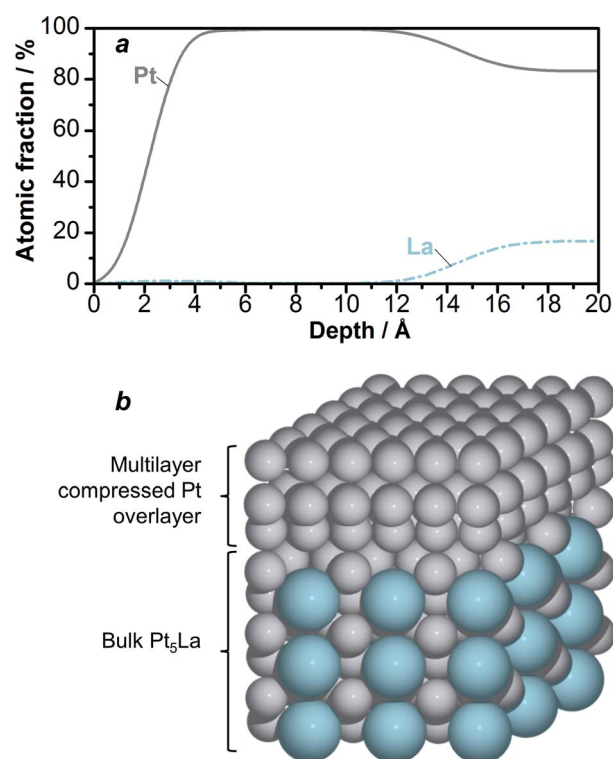 a
100
80
60
40
20
0
Pt
La
Atomic fraction / %
0 2 4 6 8 10 12 14 16 18 20
Depth / Å
b
Multilayer
compressed Pt
overlayer
Bulk Pt₅La